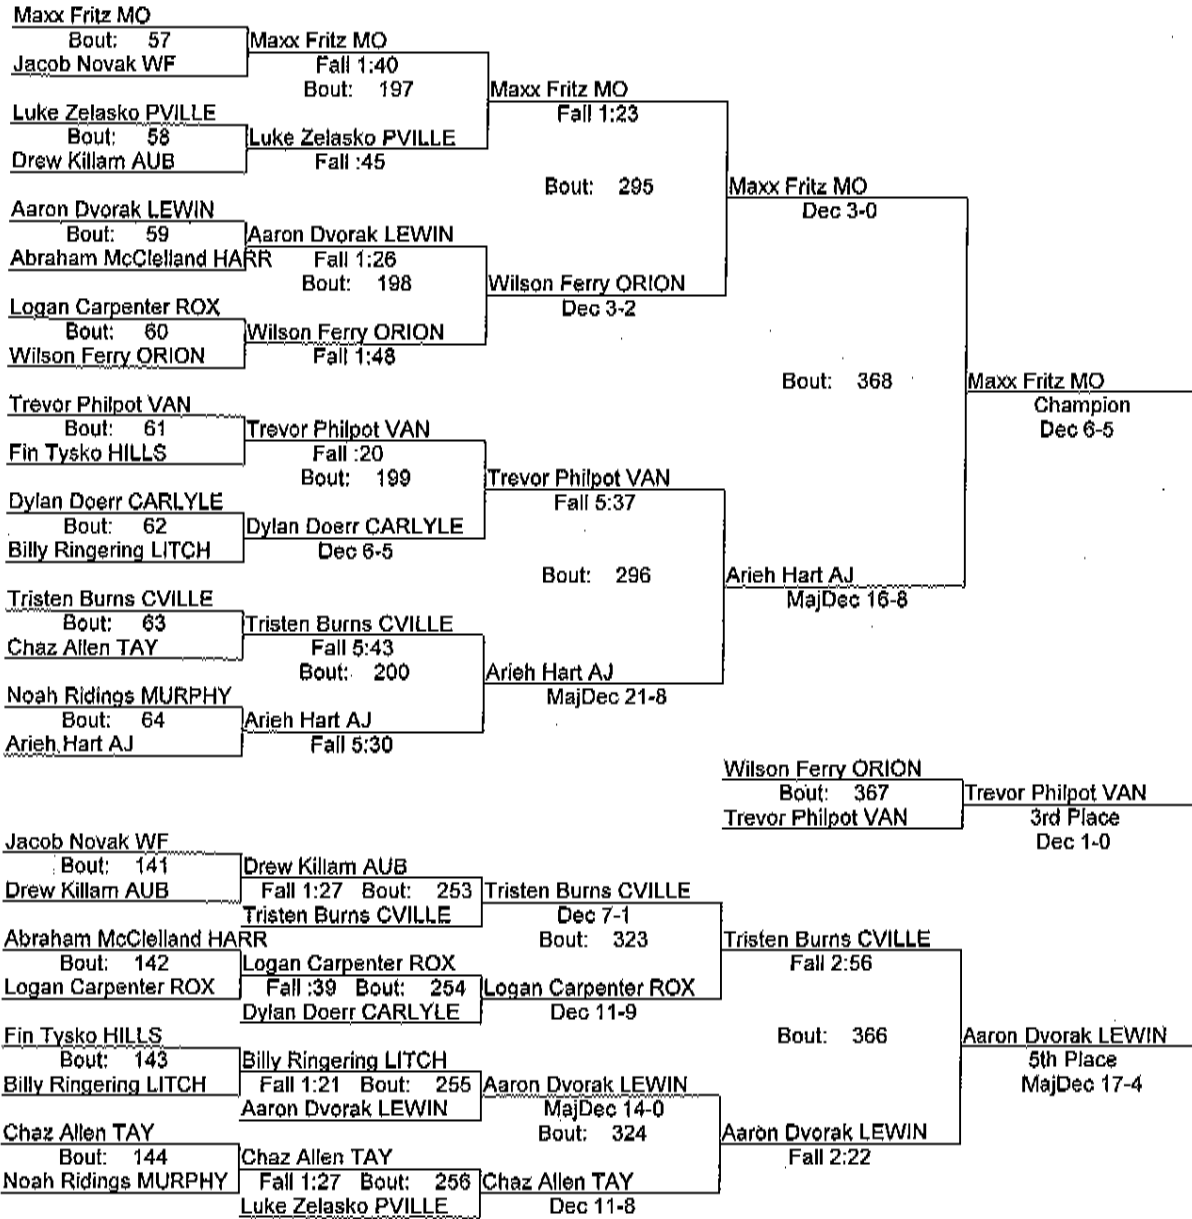 Maxx Fritz MO
Bout: 57
Jacob Novak WF
Maxx Fritz MO
Fall 1:40
Bout: 197
Luke Zelasko PVILLE
Bout: 58
Drew Killam AUB
Luke Zelasko PVILLE
Fall :45
Maxx Fritz MO
Fall 1:23
Bout: 295
Aaron Dvorak LEWIN
Bout: 59
Abraham McClelland HARR
Aaron Dvorak LEWIN
Fall 1:26
Bout: 198
Logan Carpenter ROX
Bout: 60
Wilson Ferry ORION
Wilson Ferry ORION
Fall 1:48
Wilson Ferry ORION
Dec 3-2
Maxx Fritz MO
Dec 3-0
Bout: 368
Maxx Fritz MO
Champion
Dec 6-5
Trevor Philpot VAN
Bout: 61
Fin Tysko HILLS
Trevor Philpot VAN
Fall :20
Bout: 199
Dylan Doerr CARLYLE
Bout: 62
Billy Ringering LITCH
Dylan Doerr CARLYLE
Dec 6-5
Trevor Philpot VAN
Fall 5:37
Bout: 296
Tristen Burns CVILLE
Bout: 63
Chaz Allen TAY
Tristen Burns CVILLE
Fall 5:43
Bout: 200
Noah Ridings MURPHY
Bout: 64
Arieh Hart AJ
Arieh Hart AJ
Fall 5:30
Arieh Hart AJ
MajDec 21-8
Arieh Hart AJ
MajDec 16-8
Wilson Ferry ORION
Bout: 367
Trevor Philpot VAN
Trevor Philpot VAN
3rd Place
Dec 1-0
Jacob Novak WF
Bout: 141
Drew Killam AUB
Drew Killam AUB
Fall 1:27 Bout: 253
Tristen Burns CVILLE
Tristen Burns CVILLE
Dec 7-1
Bout: 323
Abraham McClelland HARR
Bout: 142
Logan Carpenter ROX
Logan Carpenter ROX
Fall :39 Bout: 254
Dylan Doerr CARLYLE
Logan Carpenter ROX
Dec 11-9
Tristen Burns CVILLE
Fall 2:56
Bout: 366
Fin Tysko HILLS
Bout: 143
Billy Ringering LITCH
Billy Ringering LITCH
Fall 1:21 Bout: 255
Aaron Dvorak LEWIN
Aaron Dvorak LEWIN
MajDec 14-0
Bout: 324
Chaz Allen TAY
Bout: 144
Noah Ridings MURPHY
Chaz Allen TAY
Fall 1:27 Bout: 256
Luke Zelasko PVILLE
Chaz Allen TAY
Dec 11-8
Aaron Dvorak LEWIN
Fall 2:22
Aaron Dvorak LEWIN
5th Place
MajDec 17-4